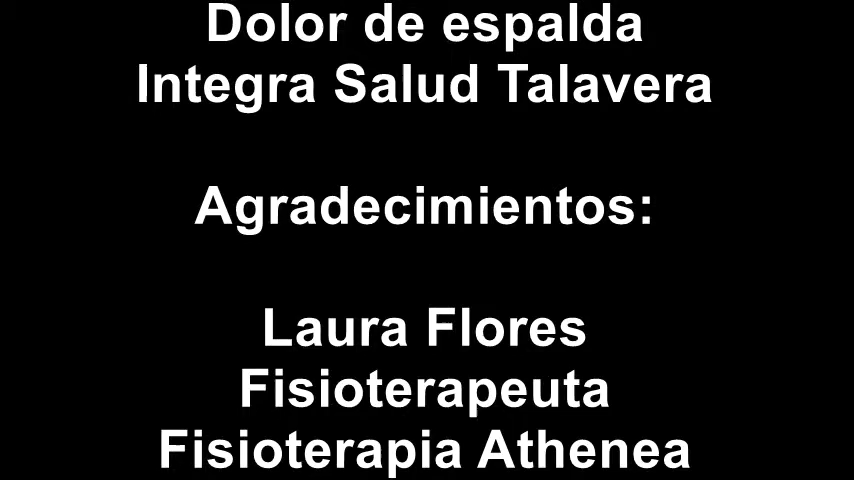 Dolor de espalda
Integra Salud Talavera
Agradecimientos:
Laura Flores
Fisioterapeuta
Fisioterapia Athenea